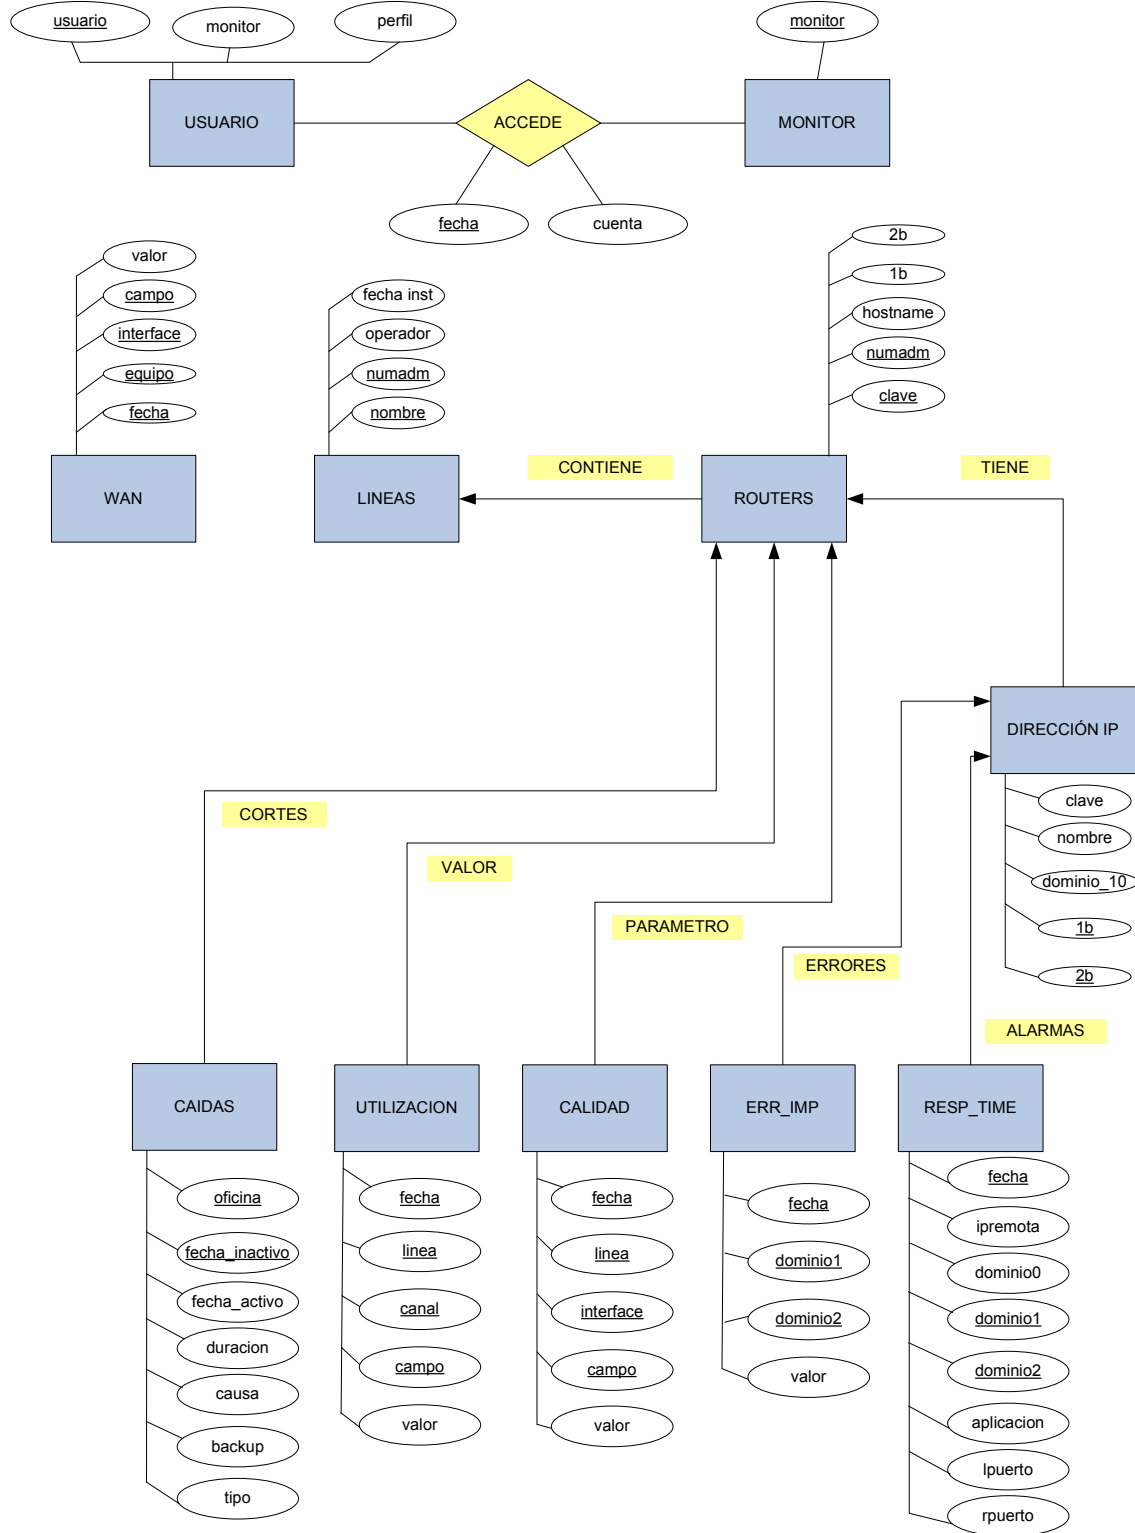 usuario
monitor
perfil
monitor
USUARIO
ACCEDE
MONITOR
fecha
cuenta
valor
campo
interface
equipo
fecha
WAN
fecha inst
operador
numadm
nombre
LINEAS
2b
1b
hostname
numadm
clave
CONTIENE
ROUTERS
TIENE
DIRECCIÓN IP
clave
nombre
dominio_10
1b
2b
CORTES
VALOR
PARAMETRO
ERRORES
ALARMAS
CAIDAS
oficina
fecha_inactivo
fecha_activo
duracion
causa
backup
tipo
UTILIZACION
fecha
linea
canal
campo
valor
CALIDAD
fecha
linea
interface
campo
valor
ERR_IMP
fecha
dominio1
dominio2
valor
RESP_TIME
fecha
ipremota
dominio0
dominio1
dominio2
aplicacion
lpuerto
rpuerto